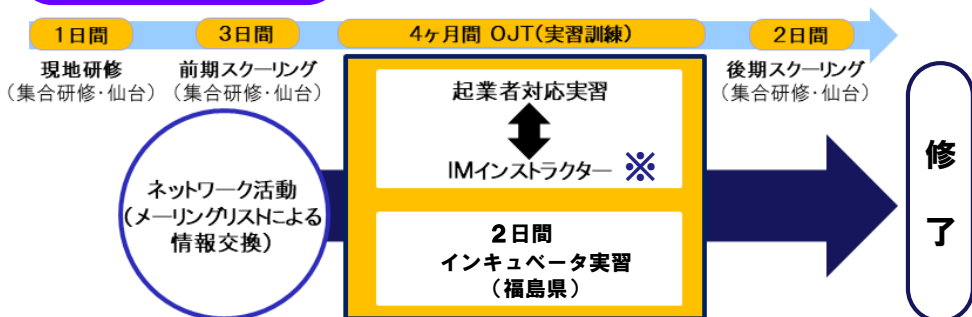 1日間
3日間
4ヶ月間 OJT(実習訓練)
2日間
現地研修
(集合研修・仙台)
前期スクーリング
(集合研修・仙台)
後期スクーリング
(集合研修・仙台)
起業者対応実習
IMインストラクター ※
ネットワーク活動
(メーリングリストによる
情報交換)
2日間
インキュベータ実習
(福島県)
修
了